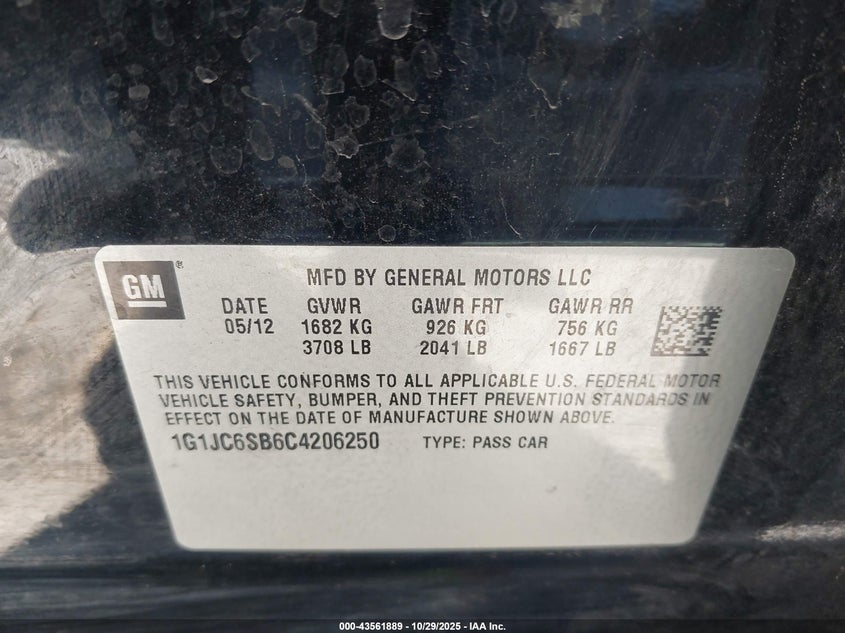 GM®
MFD BY GENERAL MOTORS LLC
DATE GVWR GAWR FRT GAWR RR
05/12 1682 KG 926 KG 756 KG
3708 LB 2041 LB 1667 LB
THIS VEHICLE CONFORMS TO ALL APPLICABLE U.S. FEDERAL MOTOR
VEHICLE SAFETY, BUMPER, AND THEFT PREVENTION STANDARDS IN
EFFECT ON THE DATE OF MANUFACTURE SHOWN ABOVE.
1G1JC6SB6C4206250 TYPE: PASS CAR
000-43561889 - 10/29/2025 - IAA Inc.